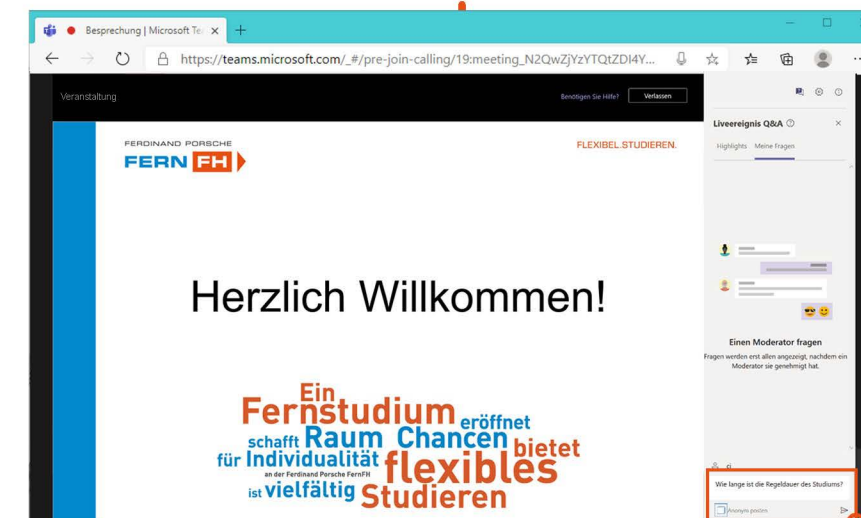 Besprechung | Microsoft Te
https://teams.microsoft.com/_#/pre-join-calling/19:meeting_N2QwZjYzYTQtZDI4Y...
Veranstaltung
Benötigen Sie Hilfe?
Verlassen
FERDINAND PORSCHE
FERN FH
FLEXIBEL.STUDIEREN.
Herzlich Willkommen!
Ein
Fernstudium eröffnet
schafft Raum Chancen bietet
für Individualität flexibles
an der Ferdinand Porsche FernFH
ist vielfältig Studieren
Liveereignis Q&A
Highlights Meine Fragen
Einen Moderator fragen
Fragen werden erst allen angezeigt, nachdem ein
Moderator sie genehmigt hat.
Wie lange ist die Regeldauer des Studiums?
Anonym posten